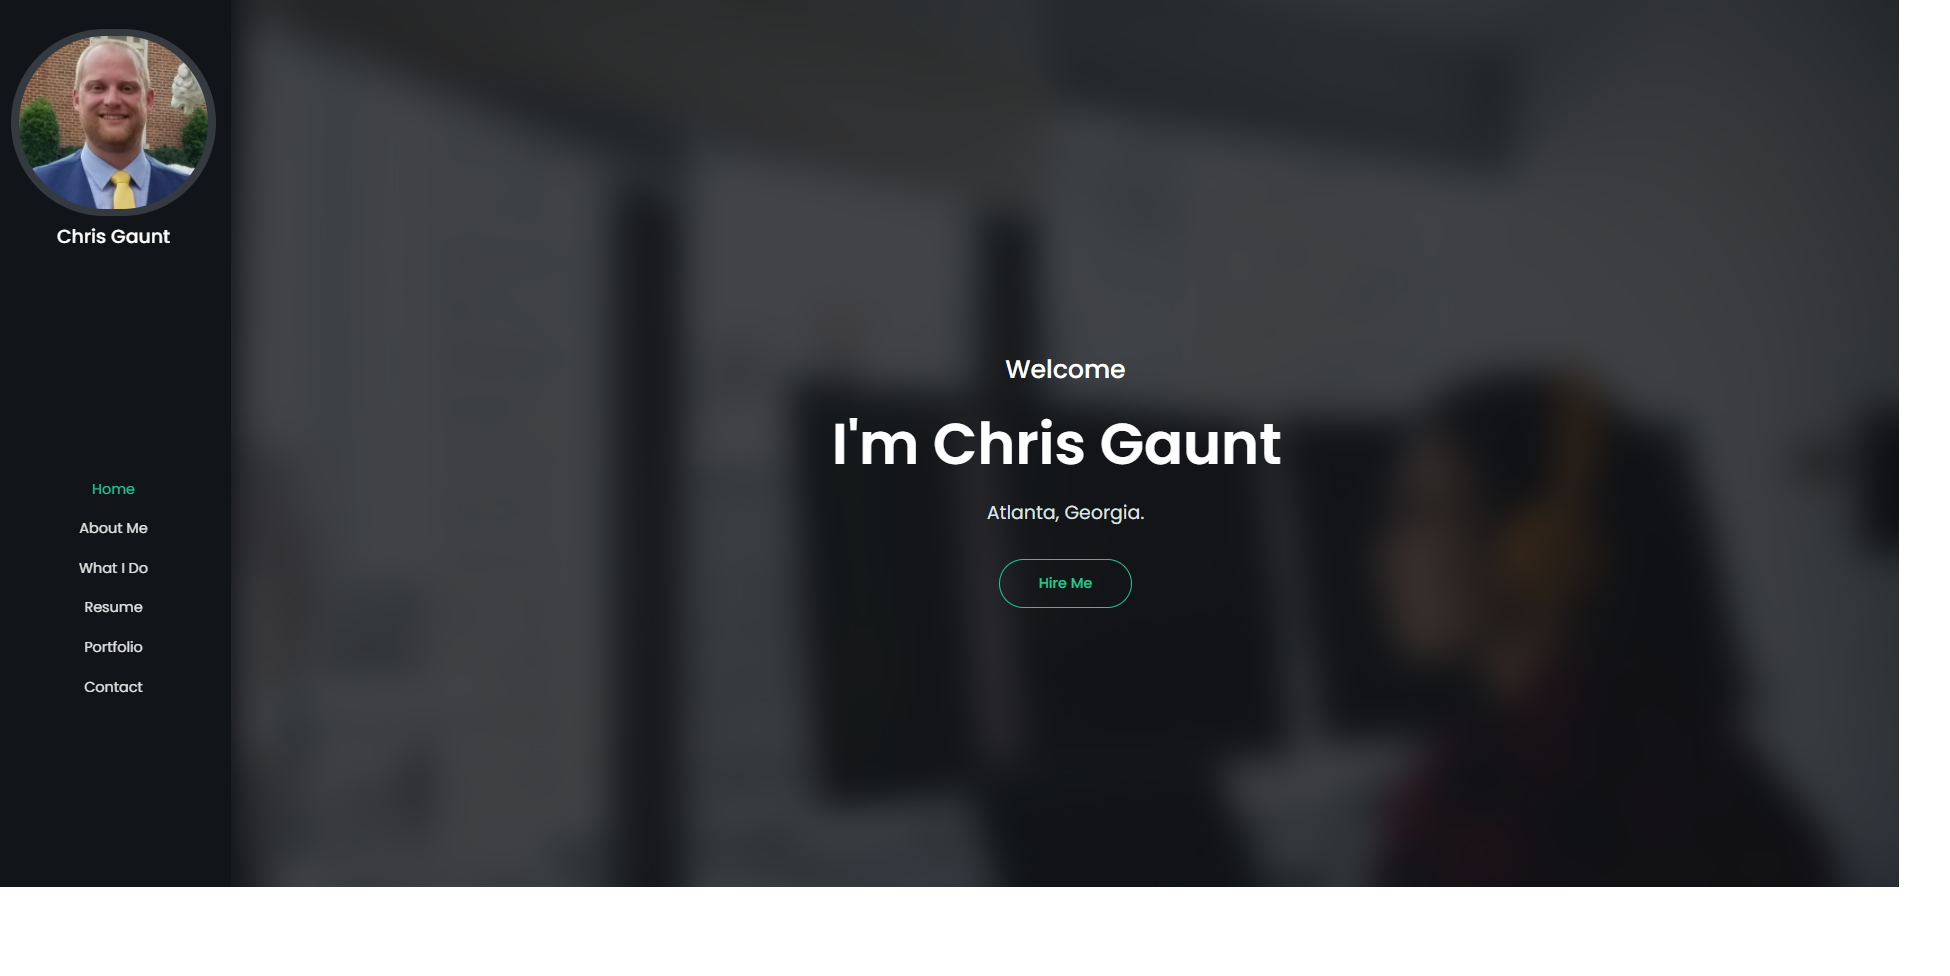 Chris Gaunt
Home
About Me
What I Do
Resume
Portfolio
Contact
Welcome
I'm Chris Gaunt
Atlanta, Georgia.
Hire Me